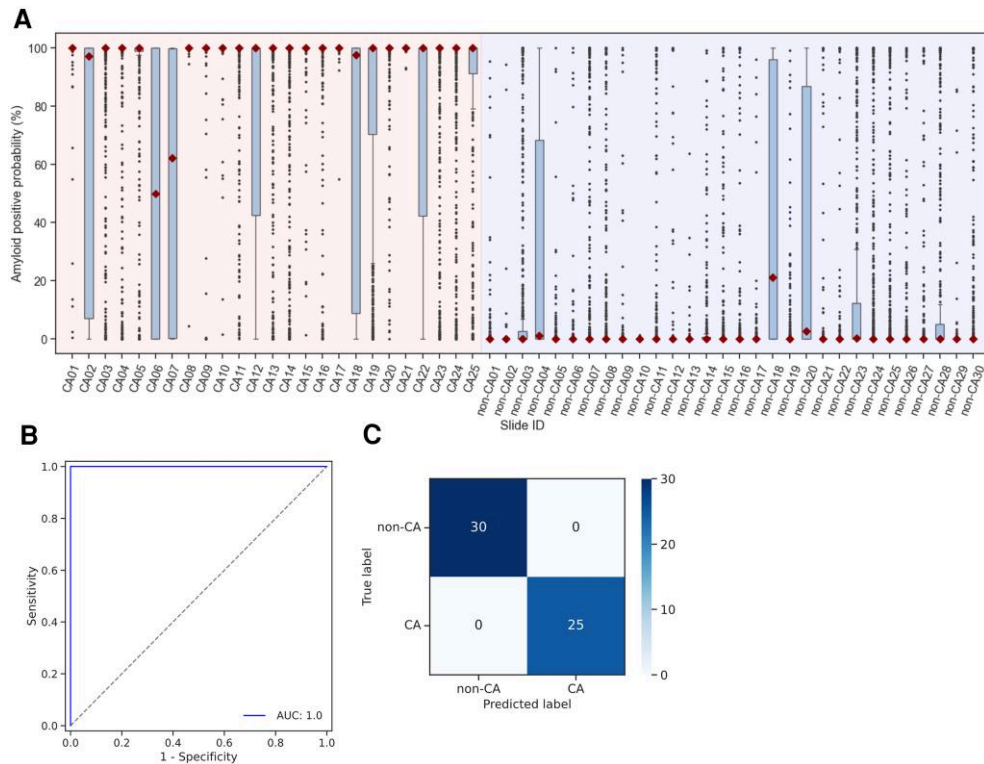 A
Amyloid positive probability (%)
100
80
60
40
20
0
CA01
CA02
CA03
CA04
CA05
CA06
CA07
CA08
CA09
CA10
CA11
CA12
CA13
CA14
CA15
CA16
CA17
CA18
CA19
CA20
CA21
CA22
CA23
CA24
CA25
non-CA01
non-CA02
non-CA03
non-CA04
non-CA05
non-CA06
non-CA07
non-CA08
non-CA09
non-CA10
non-CA11
non-CA12
non-CA13
non-CA14
non-CA15
non-CA16
non-CA17
non-CA18
non-CA19
non-CA20
non-CA21
non-CA22
non-CA23
non-CA24
non-CA25
non-CA26
non-CA27
non-CA28
non-CA29
non-CA30
Slide ID
B
Sensitivity
1.0
0.8
0.6
0.4
0.2
0.0
AUC: 1.0
0.0 0.2 0.4 0.6 0.8 1.0
1 - Specificity
C
True label
non-CA
CA
30 0
0 25
non-CA CA
Predicted label
30
20
10
0